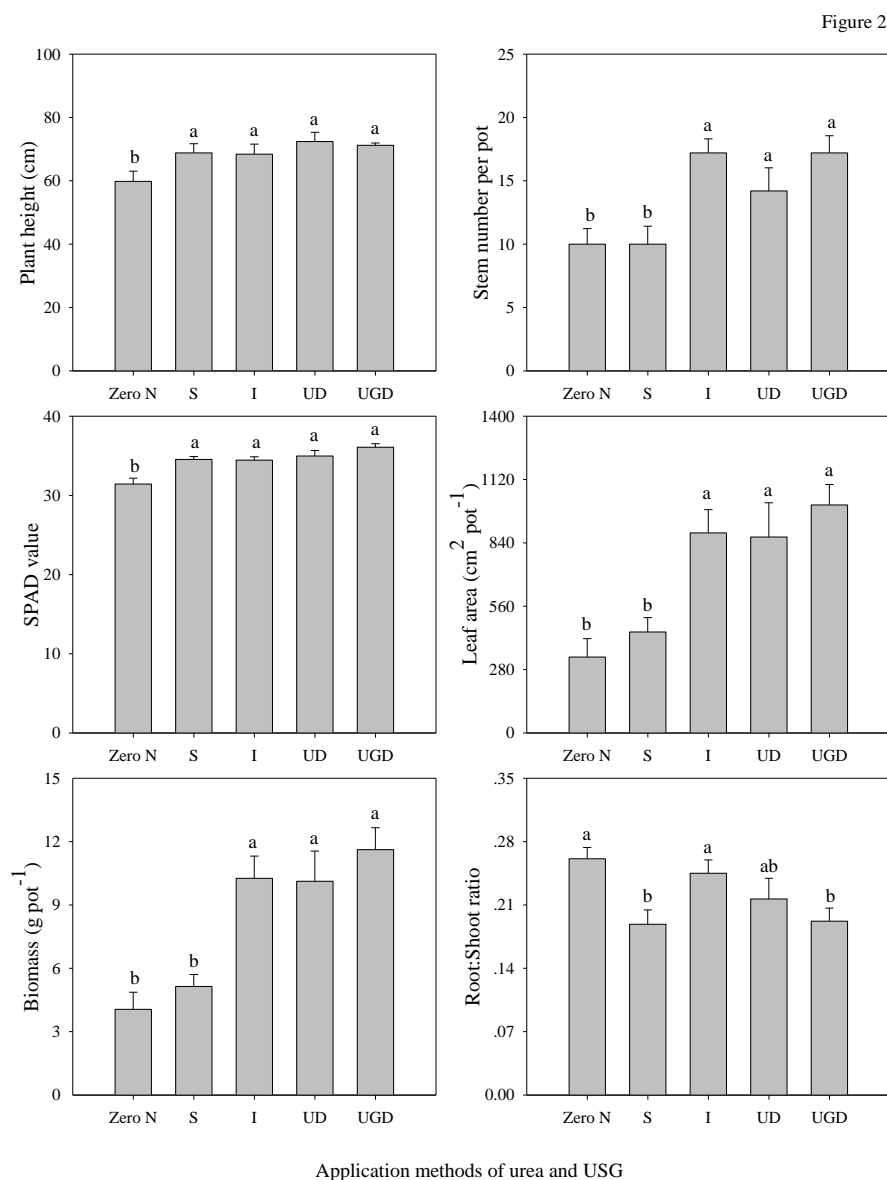 Figure 2
Plant height (cm)
100
80
60
40
20
0
b
a
a
a
a
Zero N S I UD UGD
Stem number per pot
25
20
15
10
5
0
b
b
a
a
a
Zero N S I UD UGD
SPAD value
40
30
20
10
0
b
a
a
a
a
Zero N S I UD UGD
Leaf area (cm2 pot-1)
1400
1120
840
560
280
0
b
b
a
a
a
Zero N S I UD UGD
Biomass (g pot-1)
15
12
9
6
3
0
b
b
a
a
a
Zero N S I UD UGD
Root:Shoot ratio
.35
.28
.21
.14
.07
0.00
a
b
a
ab
b
Zero N S I UD UGD
Application methods of urea and USG